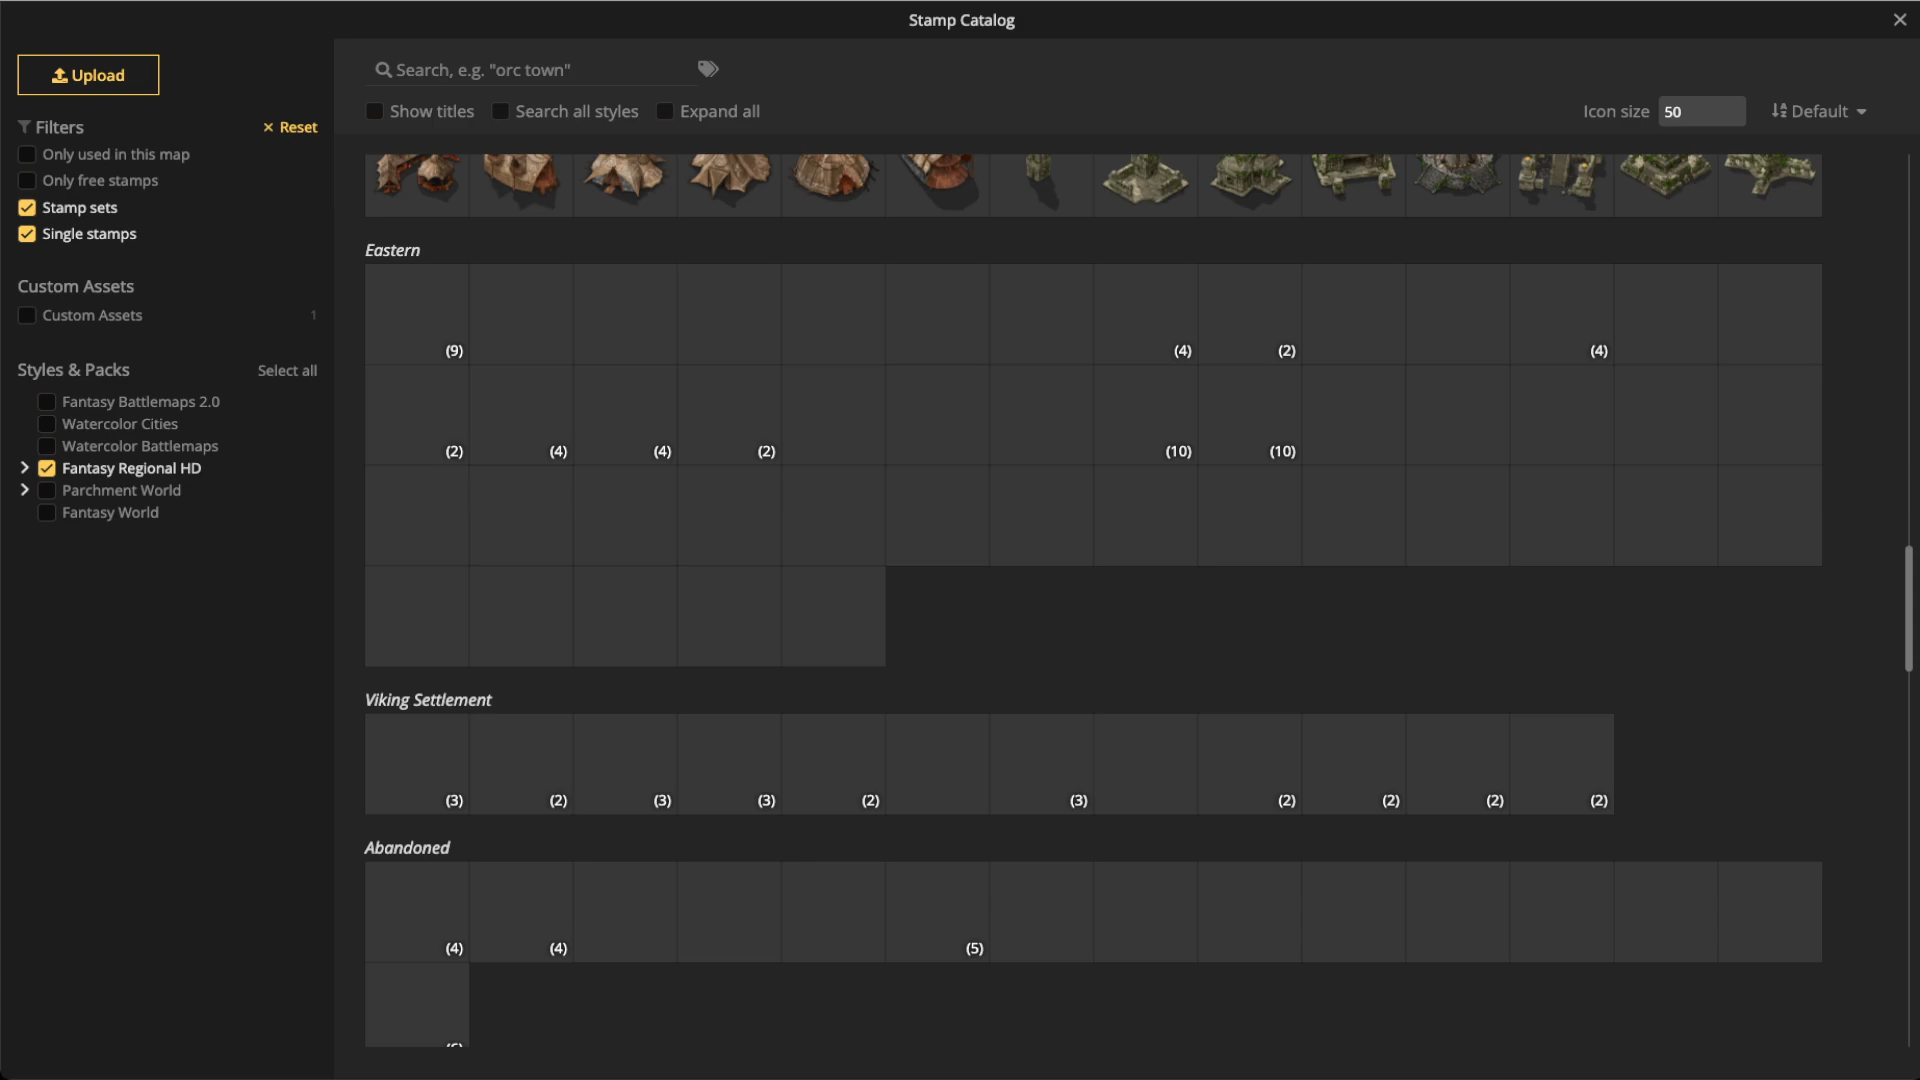 Stamp Catalog
Upload
Search, e.g. "orc town"
Show titles
Search all styles
Expand all
Icon size
50
Default
Filters
Reset
Only used in this map
Only free stamps
Stamp sets
Single stamps
Custom Assets
Custom Assets
1
Styles & Packs
Select all
Fantasy Battlemaps 2.0
Watercolor Cities
Watercolor Battlemaps
Fantasy Regional HD
Parchment World
Fantasy World
Eastern
(9) (4) (2) (4)
(2) (4) (4) (2) (10) (10)
Viking Settlement
(3) (2) (3) (3) (2) (3) (2) (2) (2) (2)
Abandoned
(4) (4) (5)